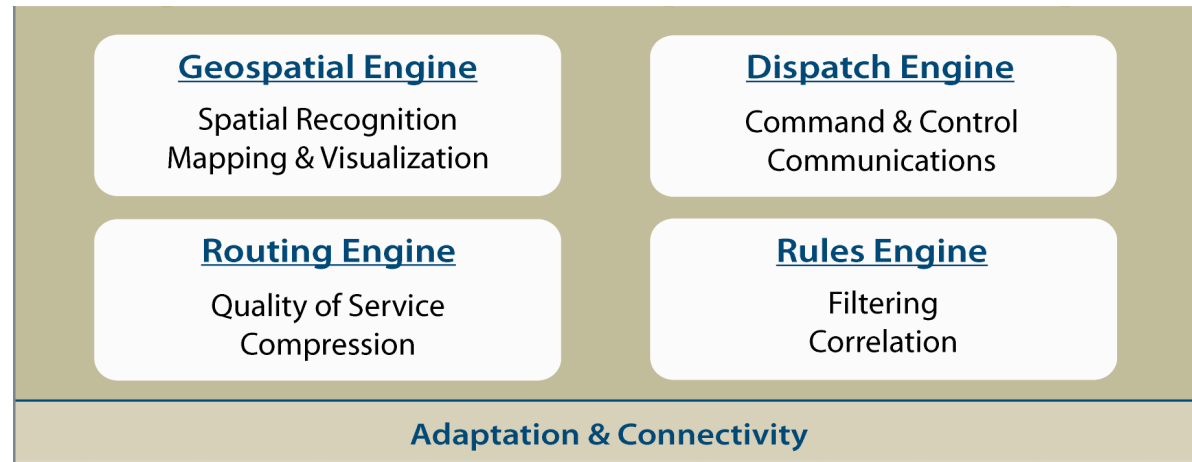 Geospatial Engine
Spatial Recognition
Mapping & Visualization
Dispatch Engine
Command & Control
Communications
Routing Engine
Quality of Service
Compression
Rules Engine
Filtering
Correlation
Adaptation & Connectivity